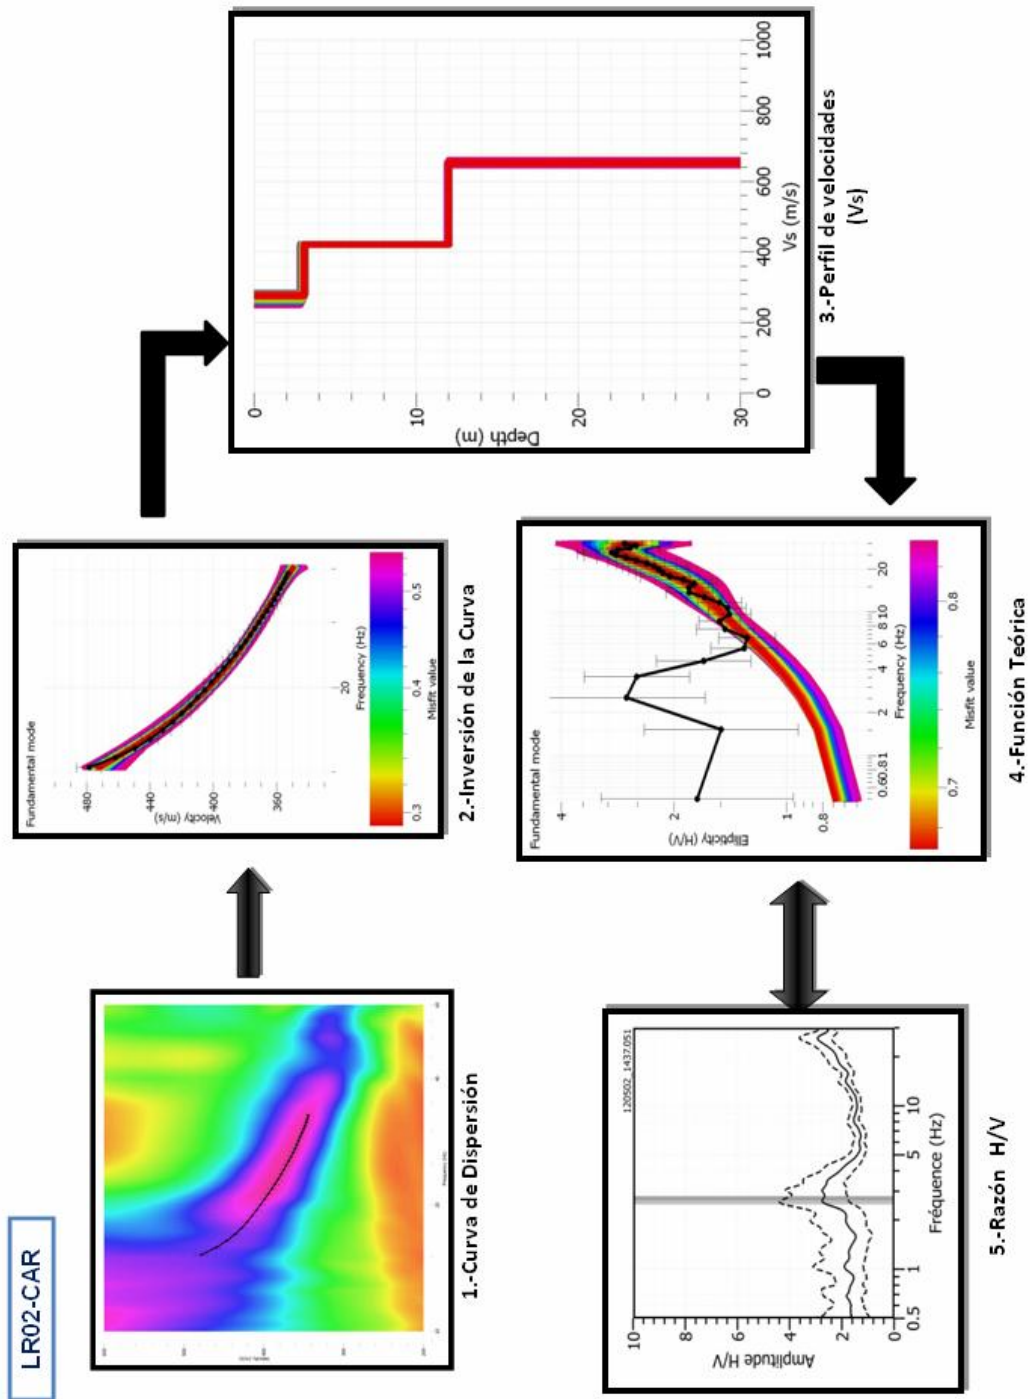 LR02-CAR
1.-Curva de Dispersión
Fundamental mode
480
440
400
360
Velocity (m/s)
20
Frequency (Hz)
0.3
0.4
0.5
Misfit value
2.-Inversión de la Curva
0
10
20
30
Depth (m)
0
200
400
600
800
1000
Vs (m/s)
3.-Perfil de velocidades
(Vs)
Fundamental mode
4
2
1
0.8
Ellipticity (H/V)
0.6
0.8
1
2
4
6
8
10
20
Frequency (Hz)
0.7
0.8
Misfit value
4.-Función Teórica
120502_1437.051
10
8
6
4
2
0
Amplitude H/V
0.5
1
5
10
Fréquence (Hz)
5.-Razón H/V